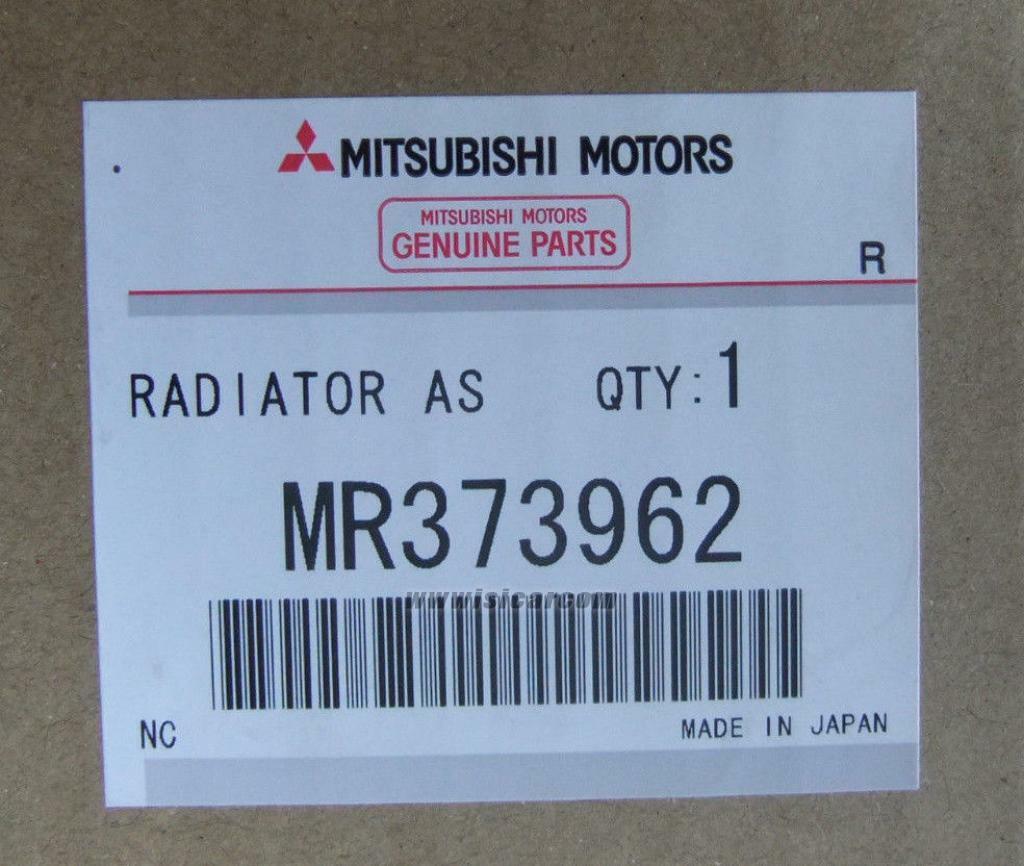 MITSUBISHI MOTORS
MITSUBISHI MOTORS
GENUINE PARTS
R
RADIATOR AS QTY:1
MR373962
www.isicar.com
NC MADE IN JAPAN